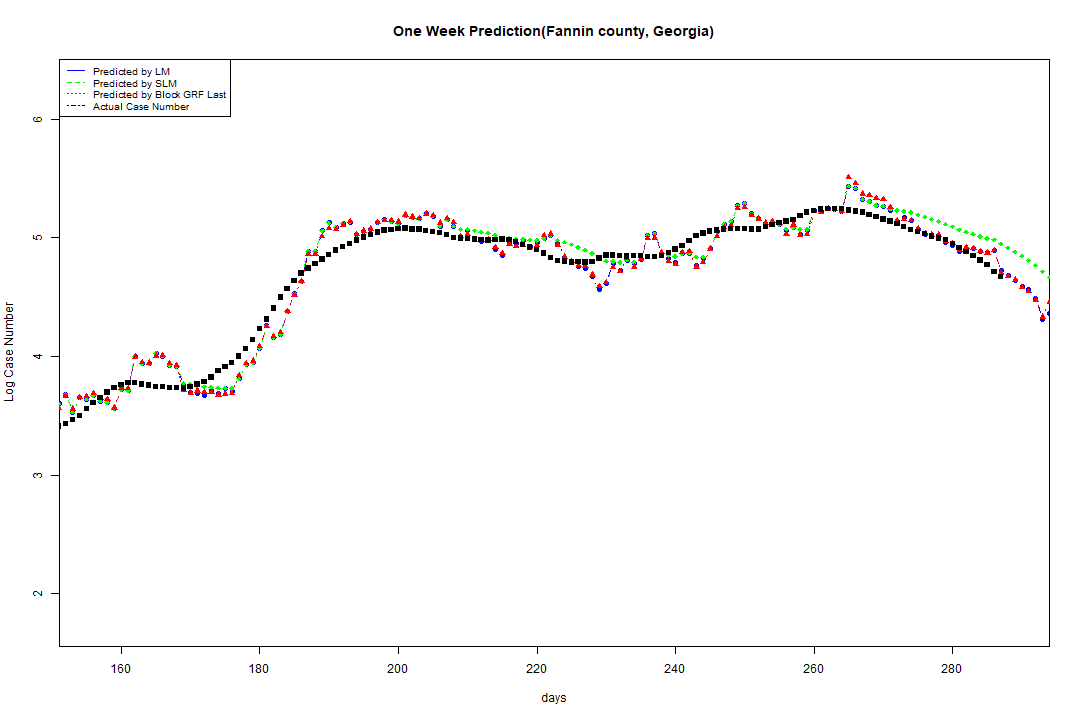 One Week Prediction(Fannin county, Georgia)
Predicted by LM
Predicted by SLM
Predicted by Block GRF Last
Actual Case Number
6
5
4
3
2
Log Case Number
160 180 200 220 240 260 280
days